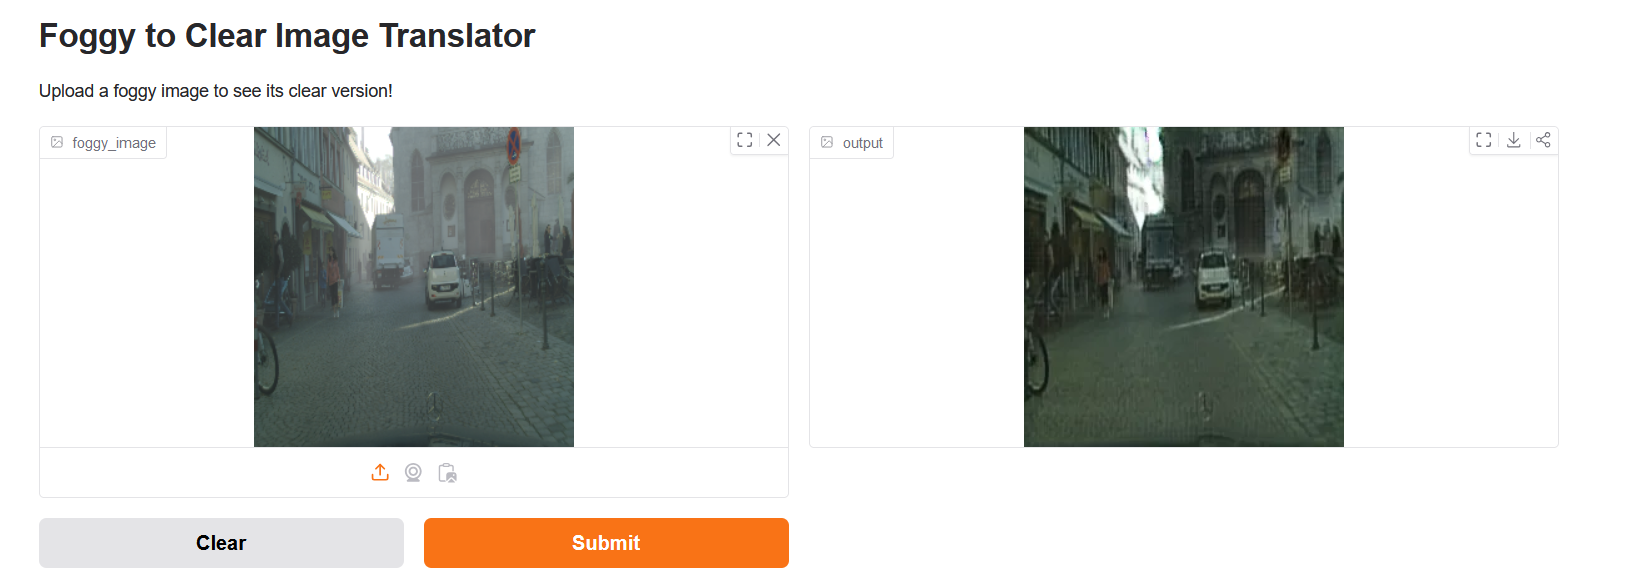 Foggy to Clear Image Translator
Upload a foggy image to see its clear version!
foggy_image
output
Clear
Submit